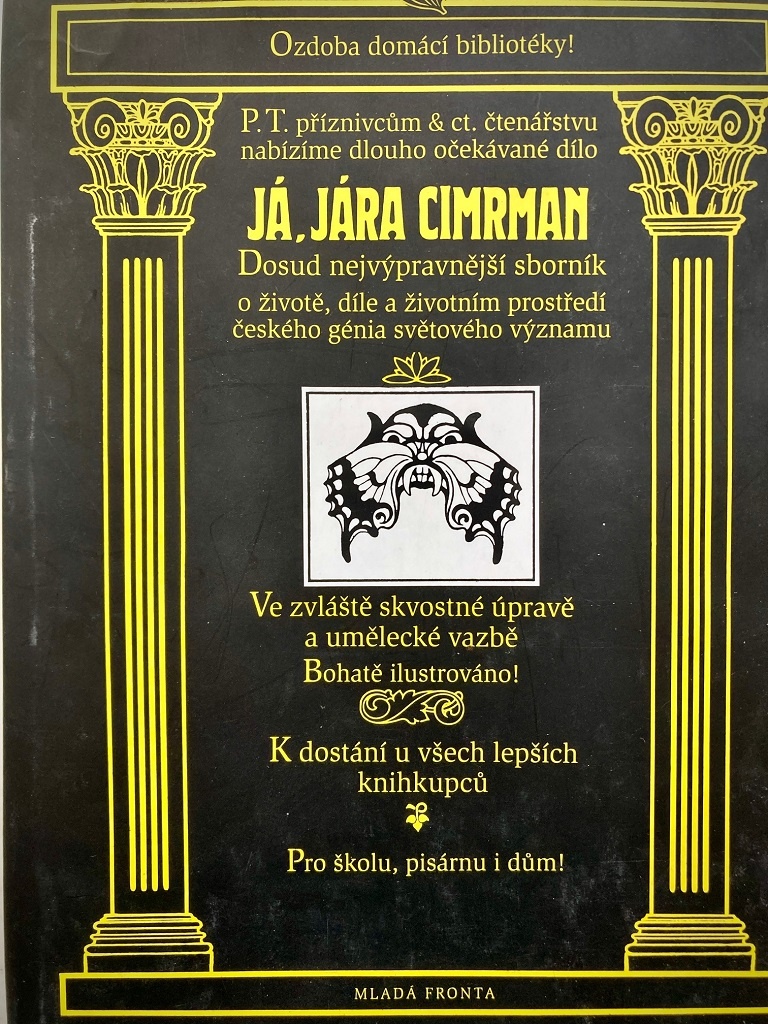 Ozdoba domácí bibliotéky!
P. T. příznivcům & ct. čtenářstvu
nabízíme dlouho očekávané dílo
JÁ, JÁRA CIMRMAN
Dosud nejvýpravnější sborník
o životě, díle a životním prostředí
českého génia světového významu
Ve zvláště skvostné úpravě
a umělecké vazbě
Bohatě ilustrováno!
K dostání u všech lepších
knihkupců
Pro školu, pisárnu i dům!
MLADÁ FRONTA